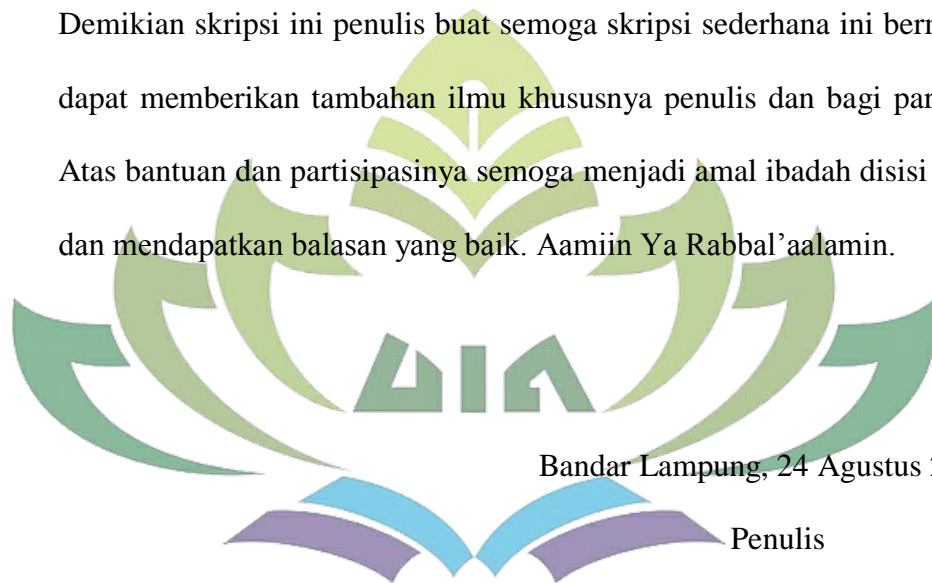 Demikian skripsi ini penulis buat semoga skripsi sederhana ini
dapat memberikan tambahan ilmu khususnya penulis dan bagi
Atas bantuan dan partisipasinya semoga menjadi amal ibadah disisi
dan mendapatkan balasan yang baik. Aamiin Ya Rabbal’aalamin.
UIN
Bandar Lampung, 24 Agustus
Penulis